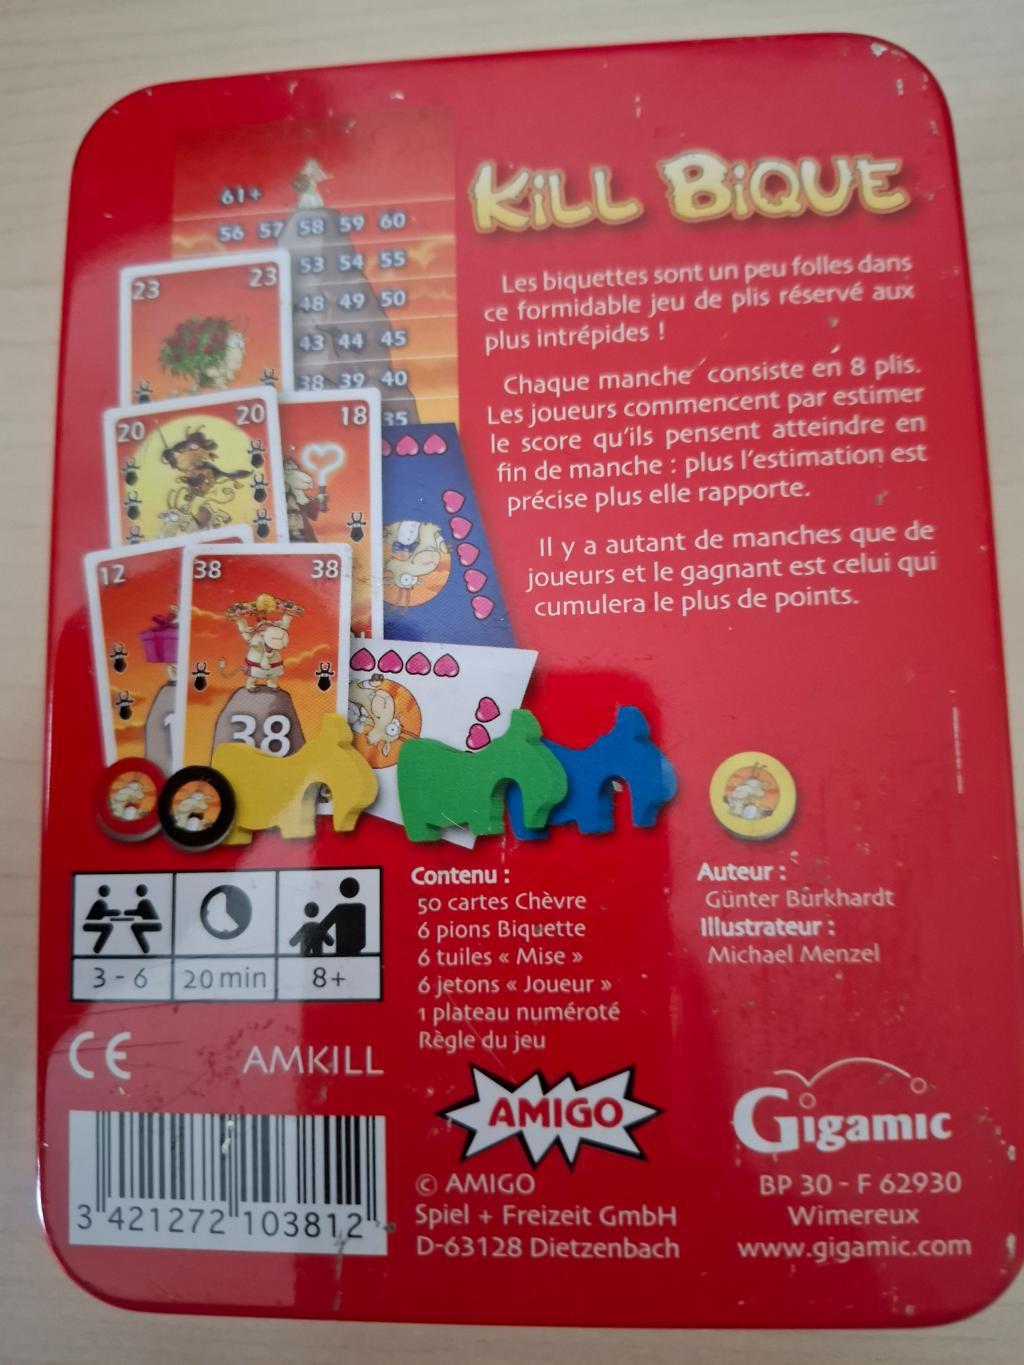 KiLL BiQUE
Les biquettes sont un peu folles dans
ce formidable jeu de plis réservé aux
plus intrépides !
Chaque manche consiste en 8 plis.
Les joueurs commencent par estimer
le score qu'ils pensent atteindre en
fin de manche : plus l'estimation est
précise plus elle rapporte.
Il y a autant de manches que de
joueurs et le gagnant est celui qui
cumulera le plus de points.
61+
56 57 58 59 60
53 54 55
48 49 50
43 44 45
38 39 40
35
23 23
20 20
18
12
38 38
38
3 - 6
20 min
8+
Contenu :
50 cartes Chèvre
6 pions Biquette
6 tuiles « Mise »
6 jetons « Joueur »
1 plateau numéroté
Règle du jeu
Auteur :
Günter Burkhardt
Illustrateur :
Michael Menzel
CE
AMKILL
3 421272 103812
AMIGO
© AMIGO
Spiel + Freizeit GmbH
D-63128 Dietzenbach
Gigamic
BP 30 - F 62930
Wimereux
www.gigamic.com